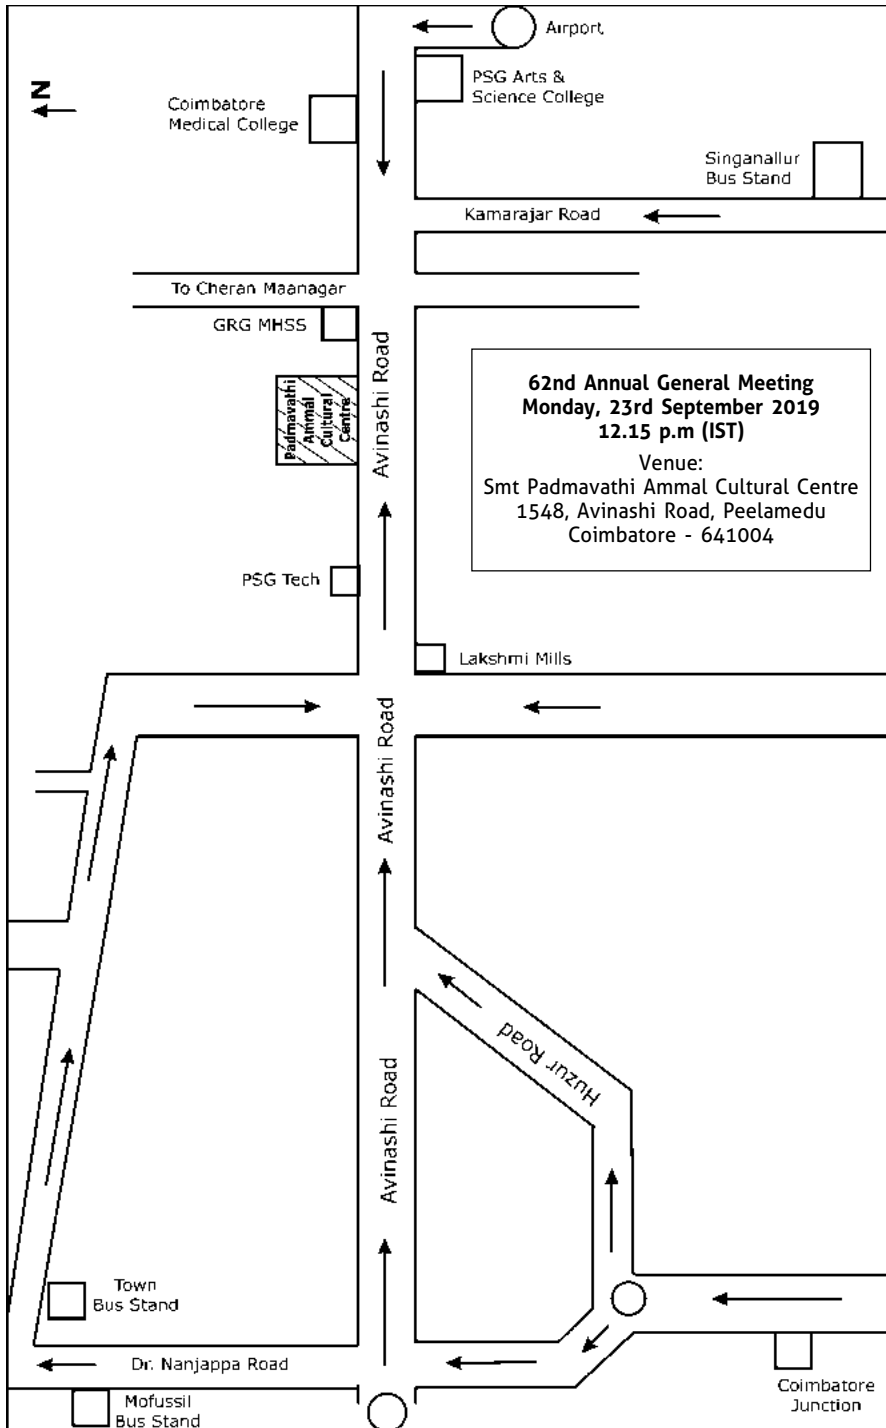 Airport
PSG Arts &
Science College
N
Coimbatore
Medical College
Singanallur
Bus Stand
Kamarajar Road
To Cheran Maanagar
GRG MHSS
Avinashi Road
Padmavathi
Ammal
Cultural
Centre
62nd Annual General Meeting
Monday, 23rd September 2019
12.15 p.m (IST)
Venue:
Smt Padmavathi Ammal Cultural Centre
1548, Avinashi Road, Peelamedu
Coimbatore - 641004
PSG Tech
Lakshmi Mills
Avinashi Road
Huzur Road
Avinashi Road
Town
Bus Stand
Dr. Nanjappa Road
Mofussil
Bus Stand
Coimbatore
Junction